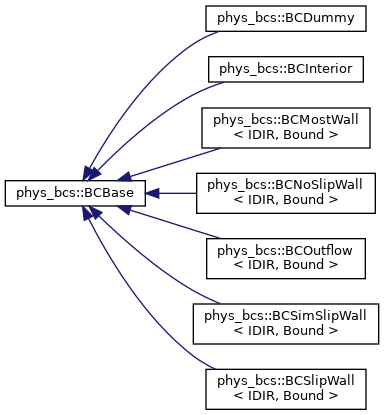 phys_bcs::BCDummy
phys_bcs::BCInterior
phys_bcs::BCMostWall
< IDIR, Bound >
phys_bcs::BCBase
phys_bcs::BCNoSlipWall
< IDIR, Bound >
phys_bcs::BCOutflow
< IDIR, Bound >
phys_bcs::BCSimSlipWall
< IDIR, Bound >
phys_bcs::BCSlipWall
< IDIR, Bound >